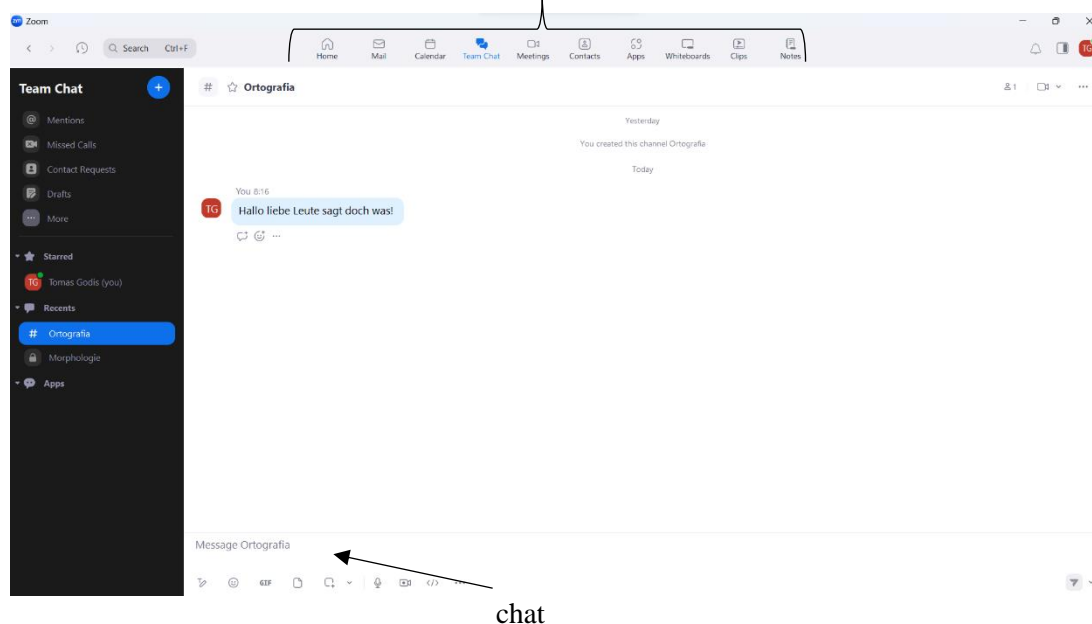 Zoom
Search Ctrl+F
Home Mail Calendar Team Chat Meetings Contacts Apps Whiteboards Clips Notes
TG
Team Chat
# Ortografia
1
Mentions
Missed Calls
Contact Requests
Drafts
More
Starred
TG Tomas Godis (you)
Recents
# Ortografia
Morphologie
Apps
Yesterday
You created this channel Ortografia
Today
You 8:16
TG Hallo liebe Leute sagt doch was!
Message Ortografia
GIF
chat